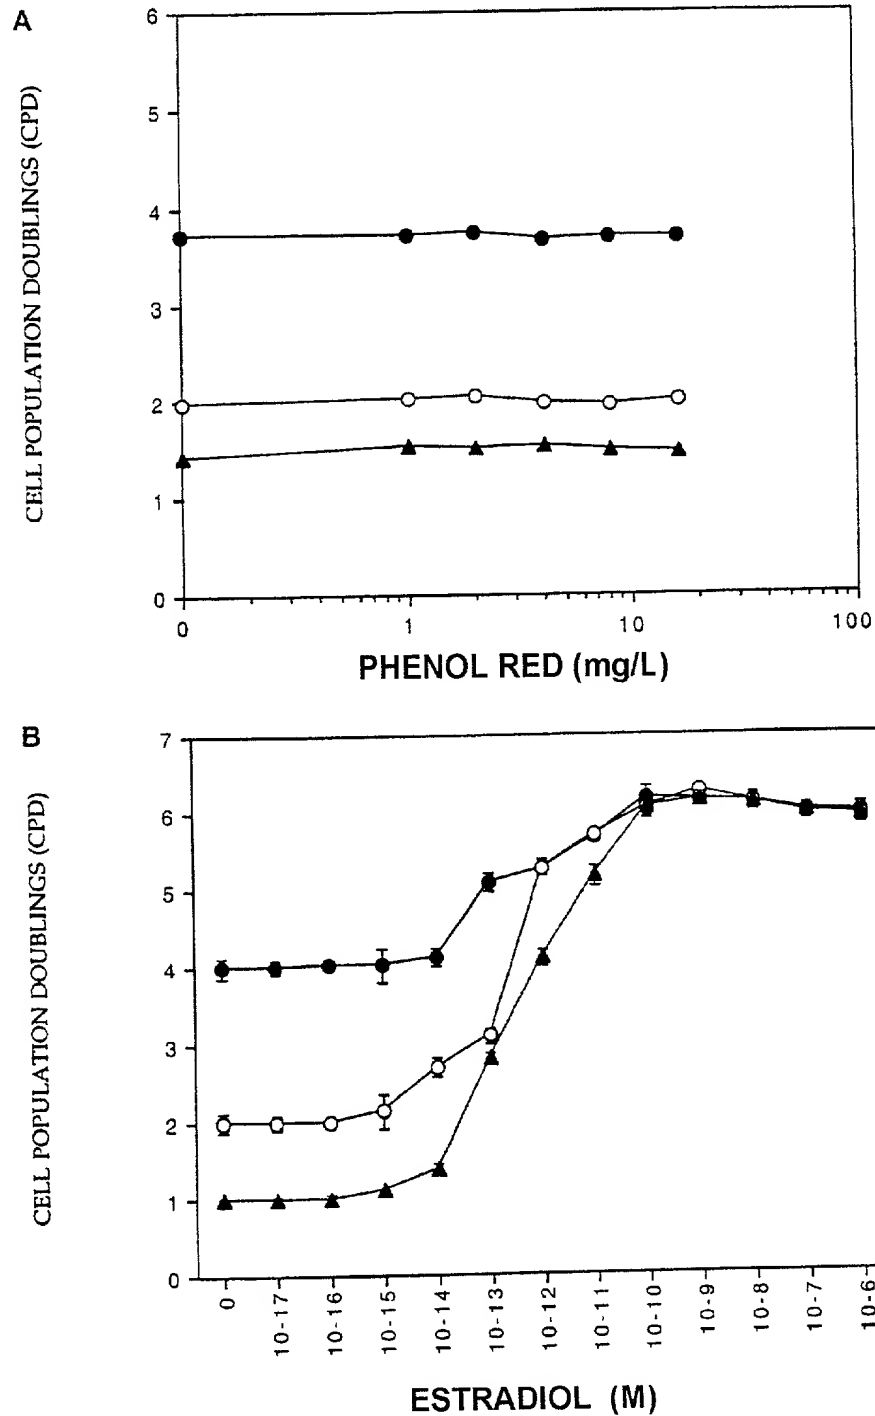 A
CELL POPULATION DOUBLINGS (CPD)
6
5
4
3
2
1
0
0 1 10 100
PHENOL RED (mg/L)
B
CELL POPULATION DOUBLINGS (CPD)
7
6
5
4
3
2
1
0
0 10-17 10-16 10-15 10-14 10-13 10-12 10-11 10-10 10-9 10-8 10-7 10-6
ESTRADIOL (M)